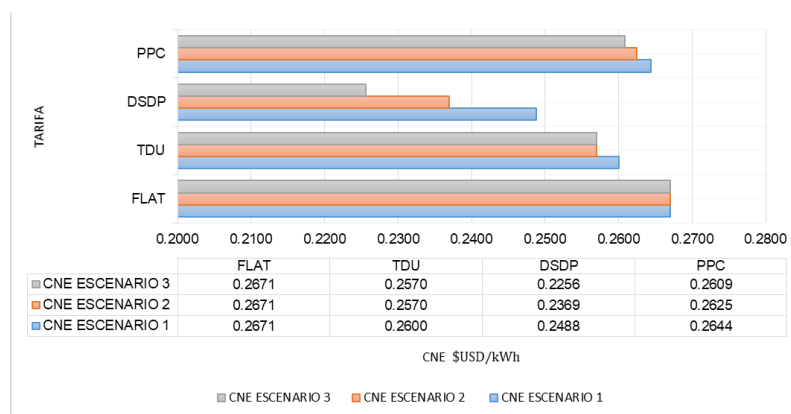 PPC
DSDP
TDU
FLAT
TARIFA
0.2000 0.2100 0.2200 0.2300 0.2400 0.2500 0.2600 0.2700 0.2800
FLAT TDU DSDP PPC
CNE ESCENARIO 3 0.2671 0.2570 0.2256 0.2609
CNE ESCENARIO 2 0.2671 0.2570 0.2369 0.2625
CNE ESCENARIO 1 0.2671 0.2600 0.2488 0.2644
CNE $USD/kWh
CNE ESCENARIO 3 CNE ESCENARIO 2 CNE ESCENARIO 1